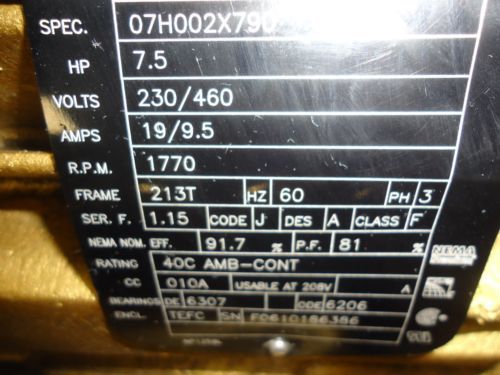 SPEC. 07H002X790
HP 7.5
VOLTS 230/460
AMPS 19/9.5
R.P.M. 1770
FRAME 213T HZ 60 PH 3
SER. F. 1.15 CODE J DES A CLASS F
NEMA NOM. EFF. 91.7 % P.F. 81 %
NEMA
RATING 40C AMB-CONT
CC 010A USABLE AT 208V A
BEARINGS DE 6307 ODE 6206
ENCL. TEFC SN F0610186386